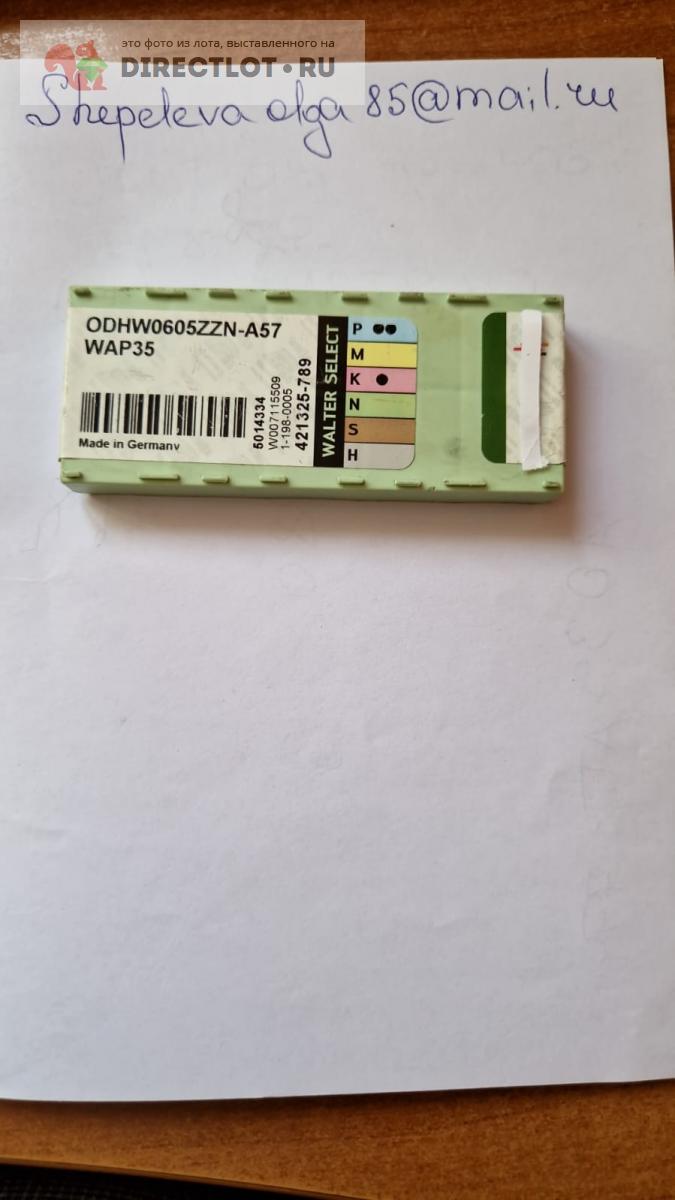 это фото из лота, выставленного на
DIRECTLOT.RU
Shepeleva olga 85@mail.ru
ODHW0605ZZN-A57
WAP35
Made in Germany
5014334
W007115509
1-198-0005
421325-789
WALTER SELECT
P
M
K
N
S
H